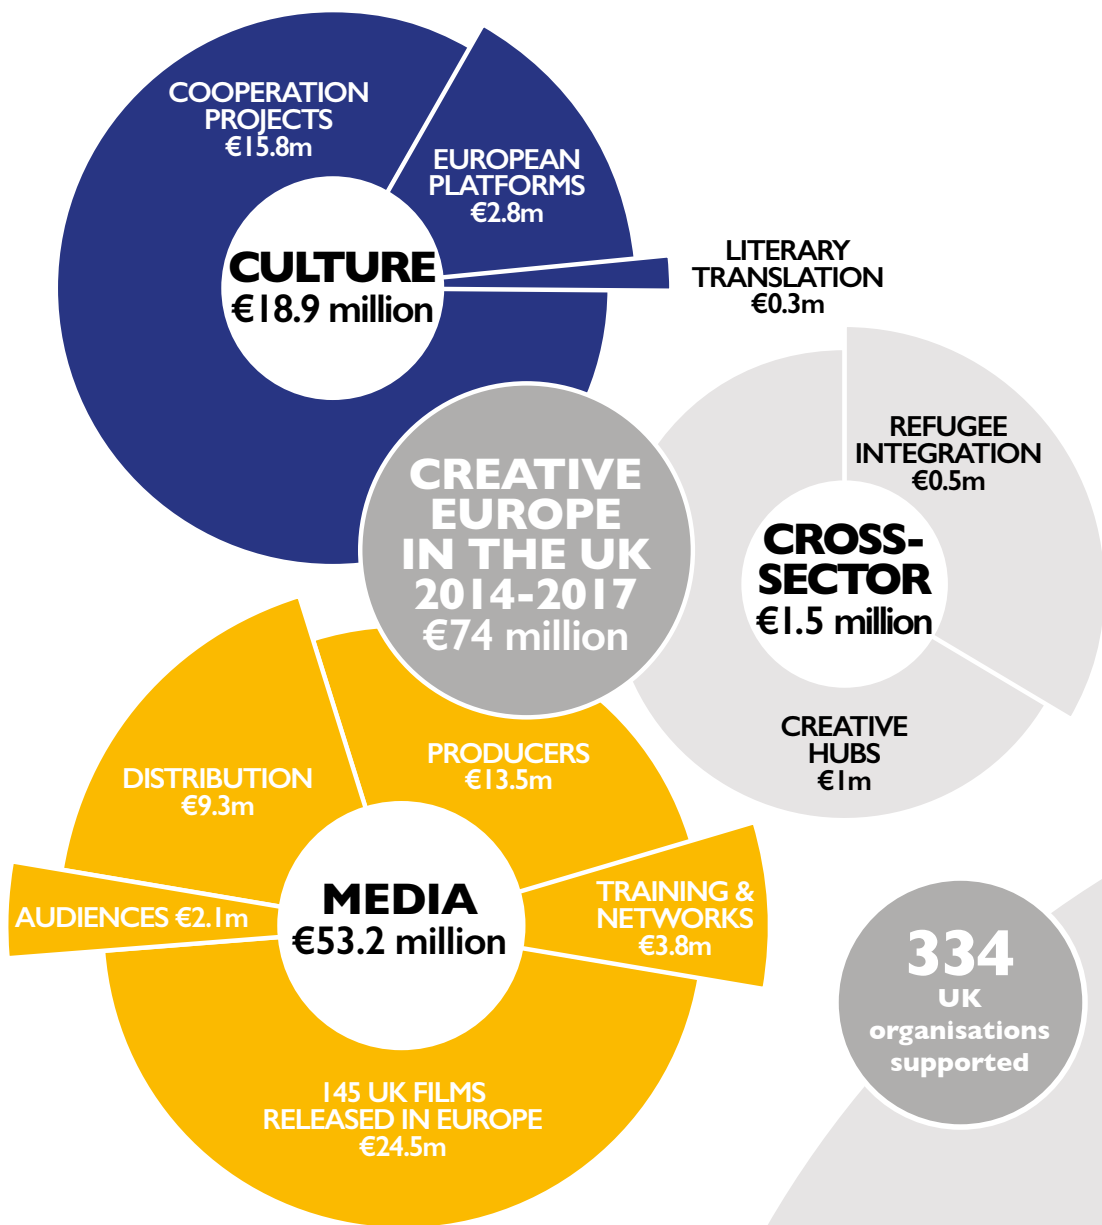 COOPERATION
PROJECTS
€15.8m
EUROPEAN
PLATFORMS
€2.8m
LITERARY
TRANSLATION
€0.3m
CULTURE
€18.9 million
CREATIVE
EUROPE
IN THE UK
2014-2017
€74 million
REFUGEE
INTEGRATION
€0.5m
CROSS-
SECTOR
€1.5 million
CREATIVE
HUBS
€1m
DISTRIBUTION
€9.3m
PRODUCERS
€13.5m
AUDIENCES €2.1m
MEDIA
€53.2 million
TRAINING &
NETWORKS
€3.8m
145 UK FILMS
RELEASED IN EUROPE
€24.5m
334
UK
organisations
supported